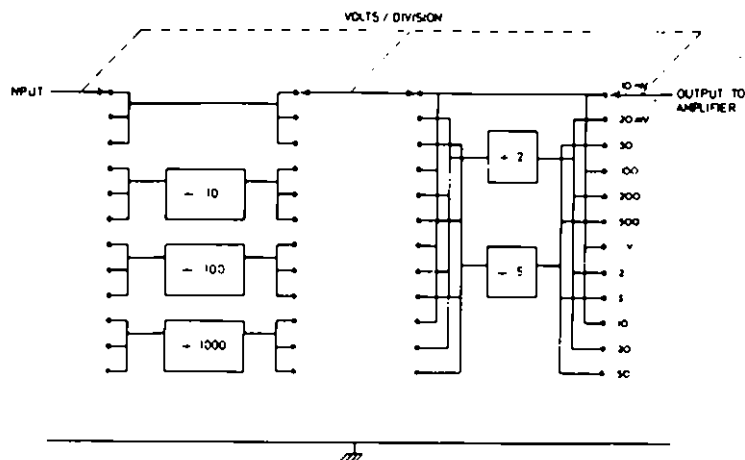 VOLTS / DIVISION
INPUT
10 mV
OUTPUT TO
AMPLIFIER
20 mV
÷ 2
50
100
÷ 10
200
500
V
÷ 100
÷ 5
2
5
10
÷ 1000
20
50